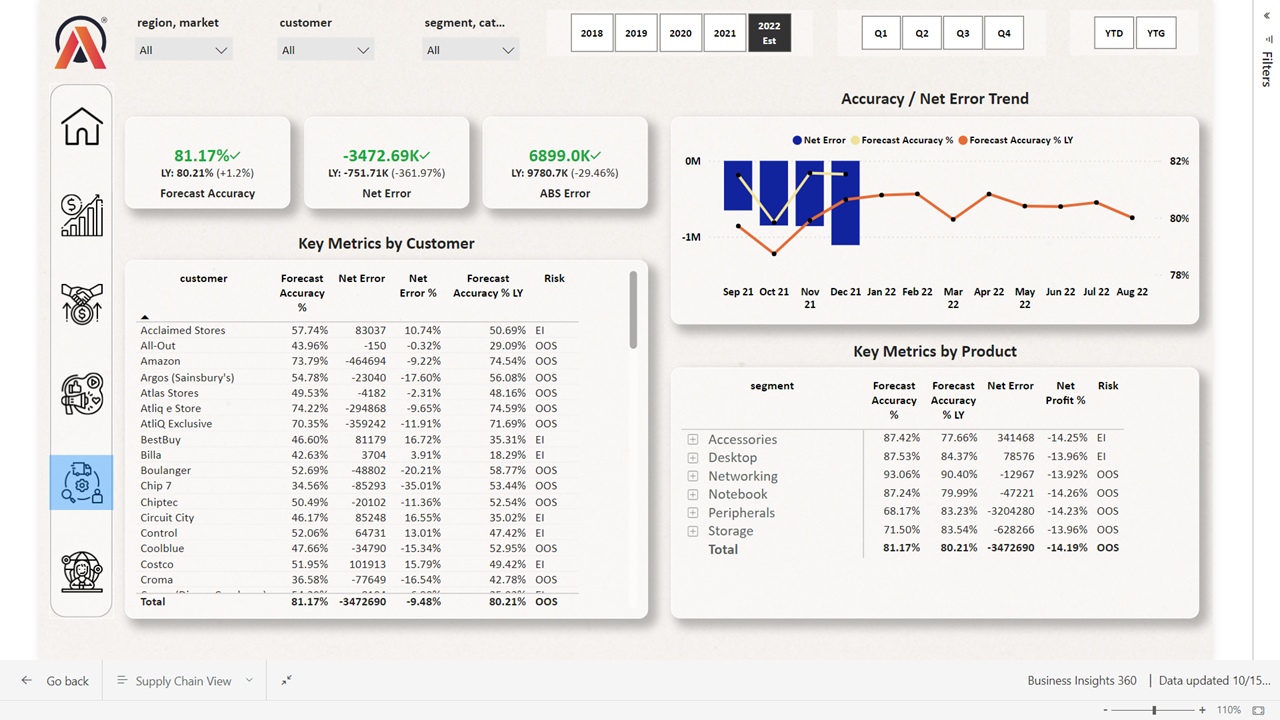 region, market
customer
segment, cat...
All
All
All
2018
2019
2020
2021
2022
Est
Q1
Q2
Q3
Q4
YTD
YTG
Filters
81.17%
LY: 80.21% (+1.2%)
Forecast Accuracy
-3472.69K
LY: -751.71K (-361.97%)
Net Error
6899.0K
LY: 9780.7K (-29.46%)
ABS Error
Accuracy / Net Error Trend
Net Error Forecast Accuracy % Forecast Accuracy % LY
0M
-1M
82%
80%
78%
Sep 21 Oct 21 Nov 21 Dec 21 Jan 22 Feb 22 Mar 22 Apr 22 May 22 Jun 22 Jul 22 Aug 22
Key Metrics by Customer
customer Forecast Accuracy % Net Error Net Error % Forecast Accuracy % LY Risk
Acclaimed Stores 57.74% 83037 10.74% 50.69% EI
All-Out 43.96% -150 -0.32% 29.09% OOS
Amazon 73.79% -464694 -9.22% 74.54% OOS
Argos (Sainsbury's) 54.78% -23040 -17.60% 56.08% OOS
Atlas Stores 49.53% -4182 -2.31% 48.16% OOS
Atliq e Store 74.22% -294868 -9.65% 74.59% OOS
AtliQ Exclusive 70.35% -359242 -11.91% 71.69% OOS
BestBuy 46.60% 81179 16.72% 35.31% EI
Billa 42.63% 3704 3.91% 18.29% EI
Boulanger 52.69% -48802 -20.21% 58.77% OOS
Chip 7 34.56% -85293 -35.01% 53.44% OOS
Chiptec 50.49% -20102 -11.36% 52.54% OOS
Circuit City 46.17% 85248 16.55% 35.02% EI
Control 52.06% 64731 13.01% 47.42% EI
Coolblue 47.66% -34790 -15.34% 52.95% OOS
Costco 51.95% 101913 15.79% 49.42% EI
Croma 36.58% -77649 -16.54% 42.78% OOS
Total 81.17% -3472690 -9.48% 80.21% OOS
Key Metrics by Product
segment Forecast Accuracy % Forecast Accuracy % LY Net Error Net Profit % Risk
Accessories 87.42% 77.66% 341468 -14.25% EI
Desktop 87.53% 84.37% 78576 -13.96% EI
Networking 93.06% 90.40% -12967 -13.92% OOS
Notebook 87.24% 79.99% -47221 -14.26% OOS
Peripherals 68.17% 83.23% -3204280 -14.23% OOS
Storage 71.50% 83.54% -628266 -13.96% OOS
Total 81.17% 80.21% -3472690 -14.19% OOS
Go back
Supply Chain View
Business Insights 360 | Data updated 10/15...
- + 110%